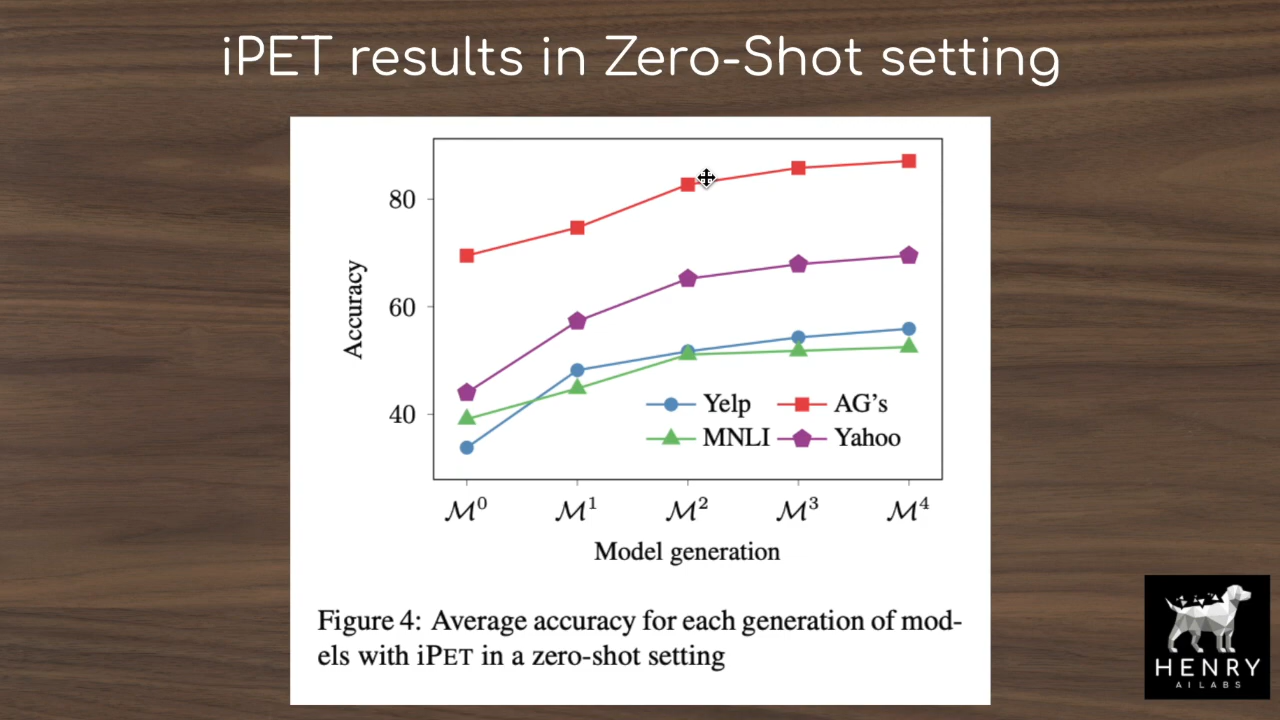 iPET results in Zero-Shot setting
80
60
40
Accuracy
Yelp
AG's
MNLI
Yahoo
ℳ⁰
ℳ¹
ℳ²
ℳ³
ℳ⁴
Model generation
Figure 4: Average accuracy for each generation of mod-
els with iPET in a zero-shot setting
HENRY
AI LABS